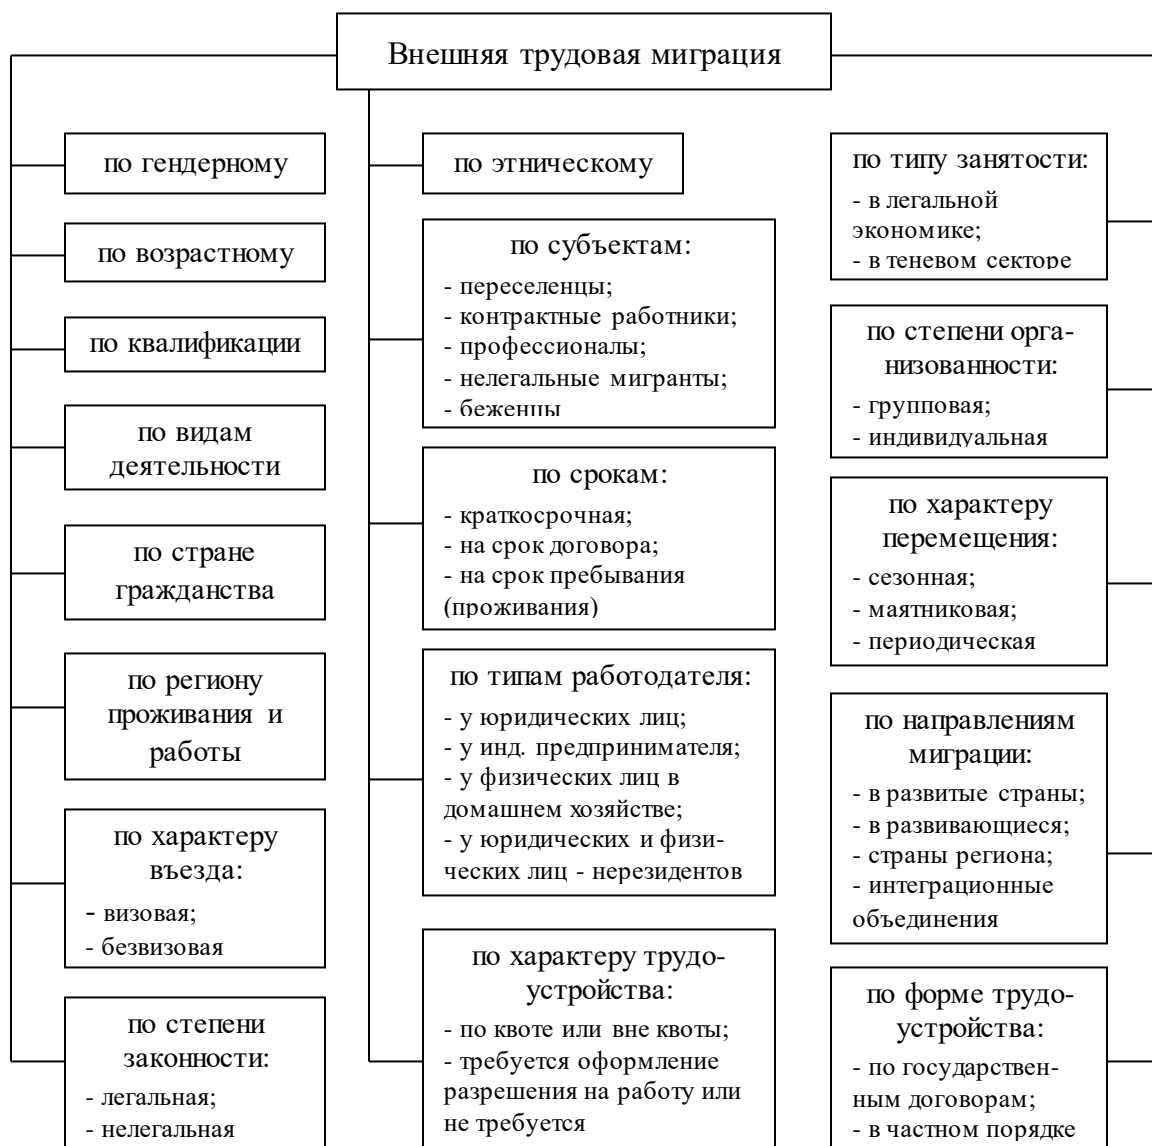 Внешняя трудовая миграция
по гендерному
по возрастному
по квалификации
по видам
деятельности
по стране
гражданства
по региону
проживания и
работы
по характеру
въезда:
- визовая;
- безвизовая
по степени
законности:
- легальная;
- нелегальная
по этническому
по субъектам:
- переселенцы;
- контрактные работники;
- профессионалы;
- нелегальные мигранты;
- беженцы
по срокам:
- краткосрочная;
- на срок договора;
- на срок пребывания
(проживания)
по типам работодателя:
- у юридических лиц;
- у инд. предпринимателя;
- у физических лиц в
домашнем хозяйстве;
- у юридических и физи-
ческих лиц - нерезидентов
по характеру трудо-
устройства:
- по квоте или вне квоты;
- требуется оформление
разрешения на работу или
не требуется
по типу занятости:
- в легальной
экономике;
- в теневом секторе
по степени орга-
низованности:
- групповая;
- индивидуальная
по характеру
перемещения:
- сезонная;
- маятниковая;
- периодическая
по направлениям
миграции:
- в развитые страны;
- в развивающиеся;
- страны региона;
- интеграционные
объединения
по форме трудо-
устройства:
- по государствен-
ным договорам;
- в частном порядке